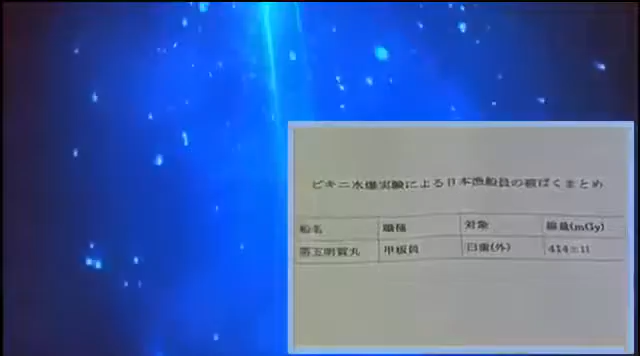 ビキニ水爆実験による日本漁船員の被ばくまとめ
船名 職種 対象 線量(mGy)
第五明賀丸 甲板員 臼歯(外) 414±11